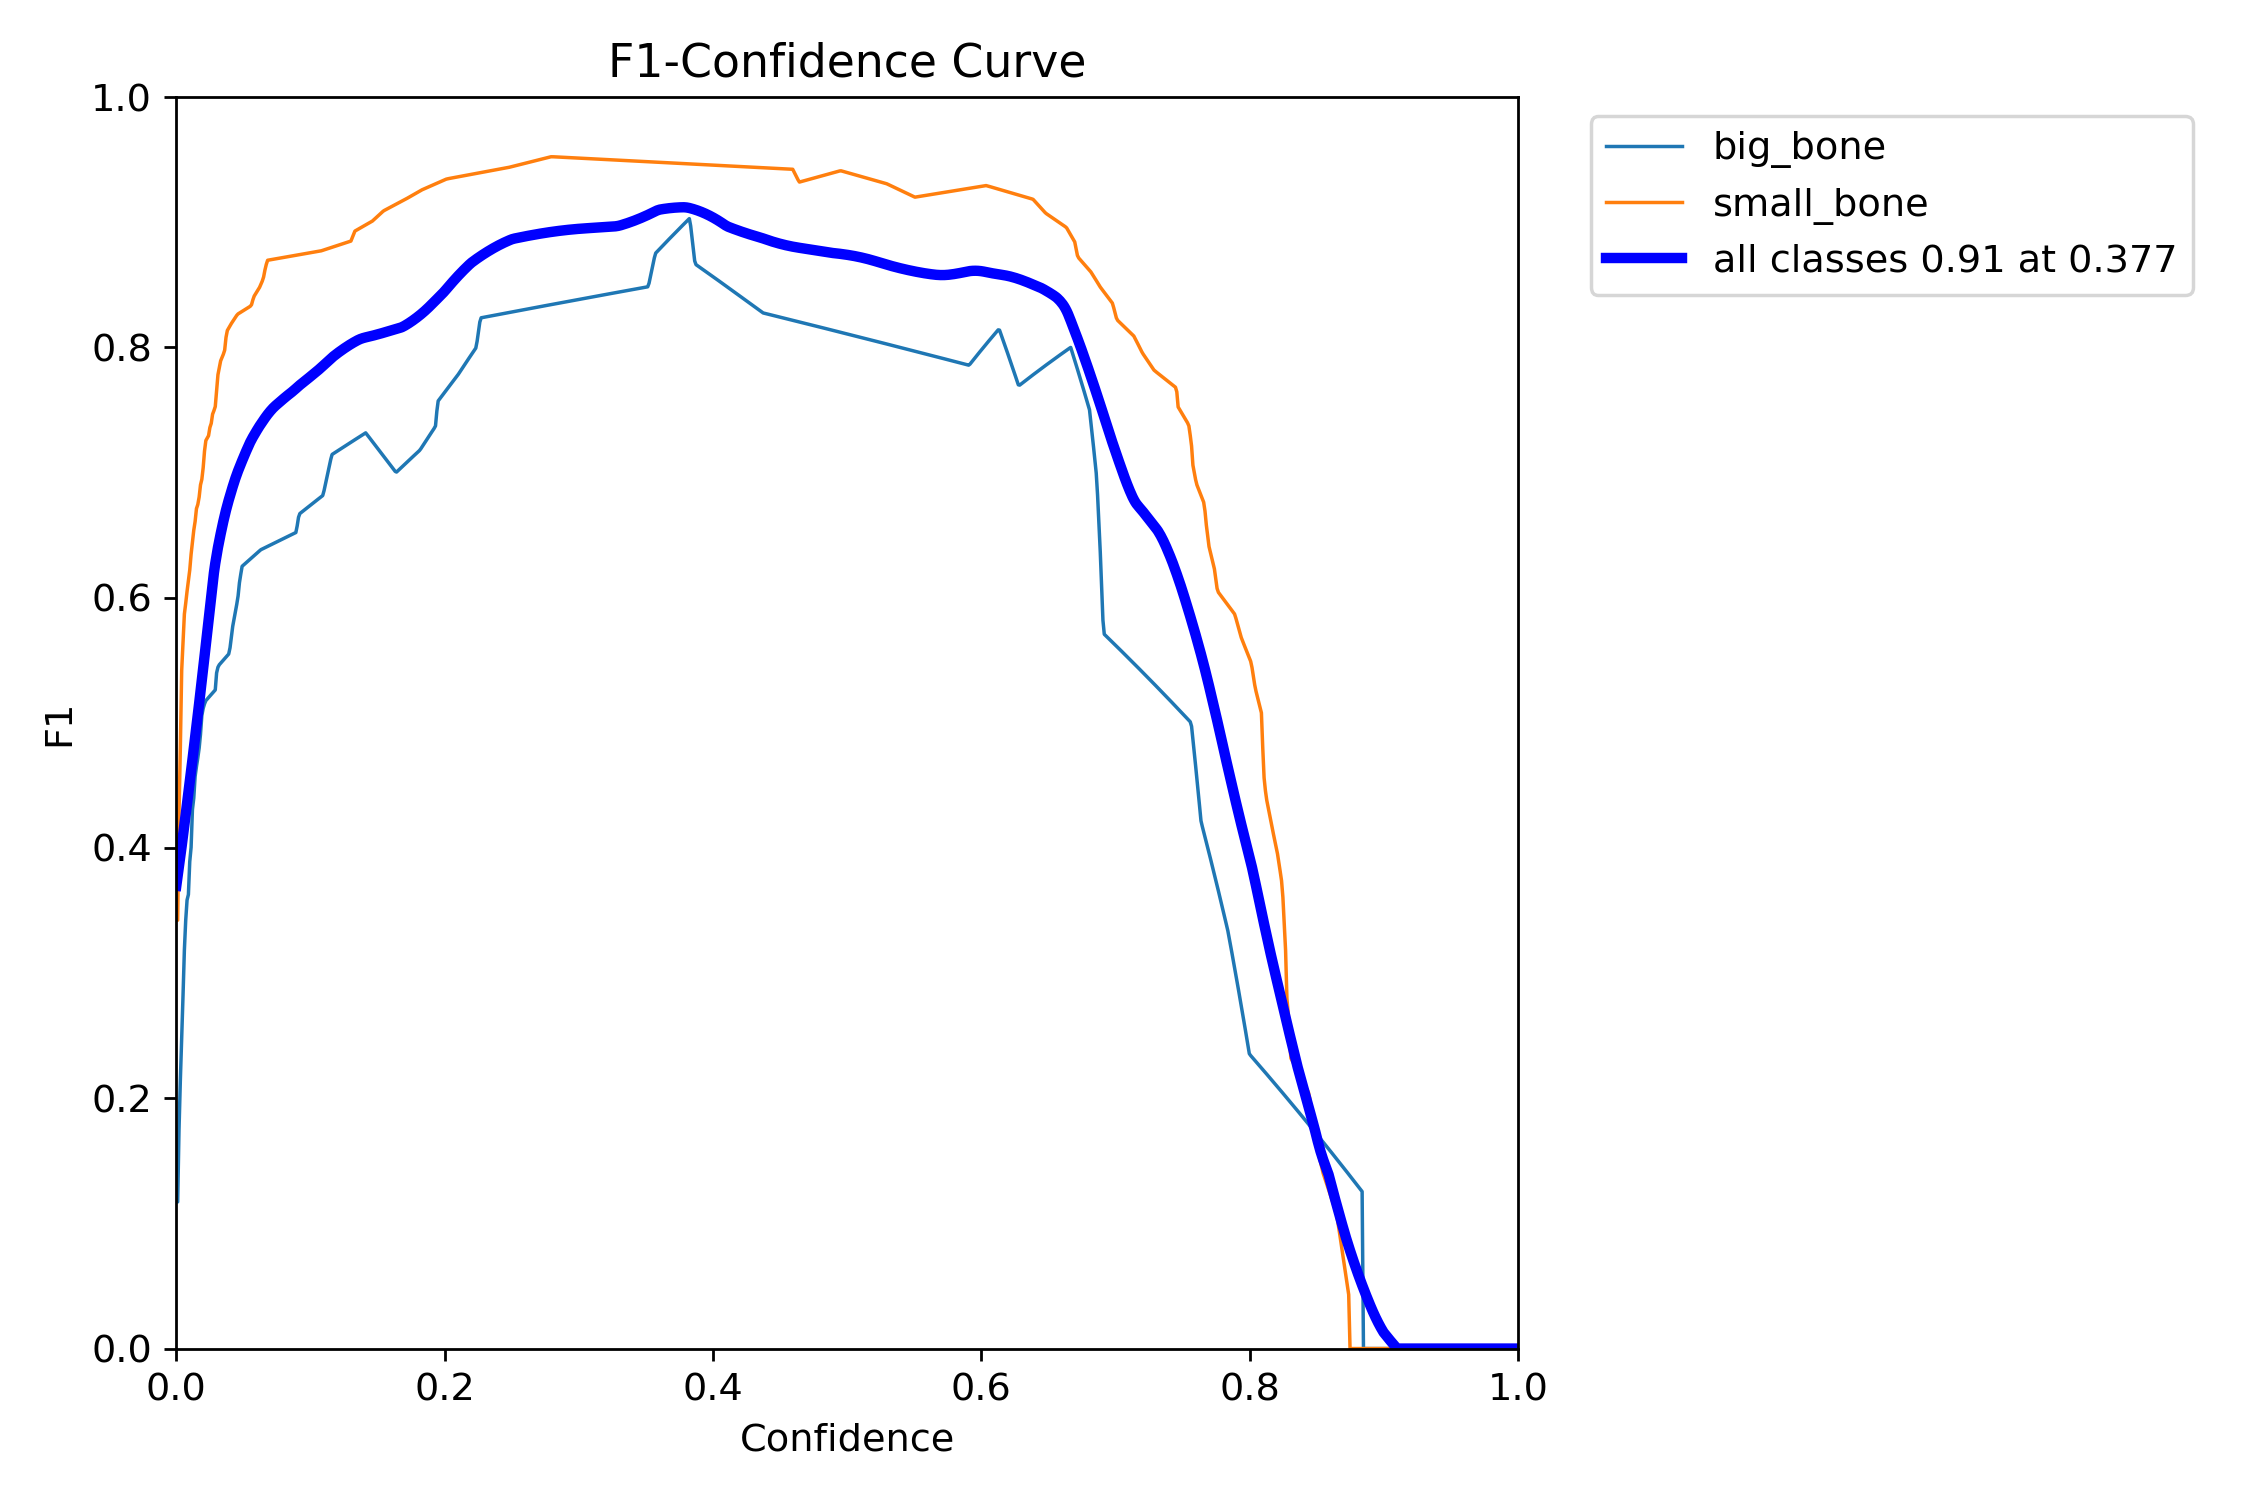 F1-Confidence Curve
1.0
0.8
0.6
0.4
0.2
0.0
F1
0.0 0.2 0.4 0.6 0.8 1.0
Confidence
big_bone
small_bone
all classes 0.91 at 0.377